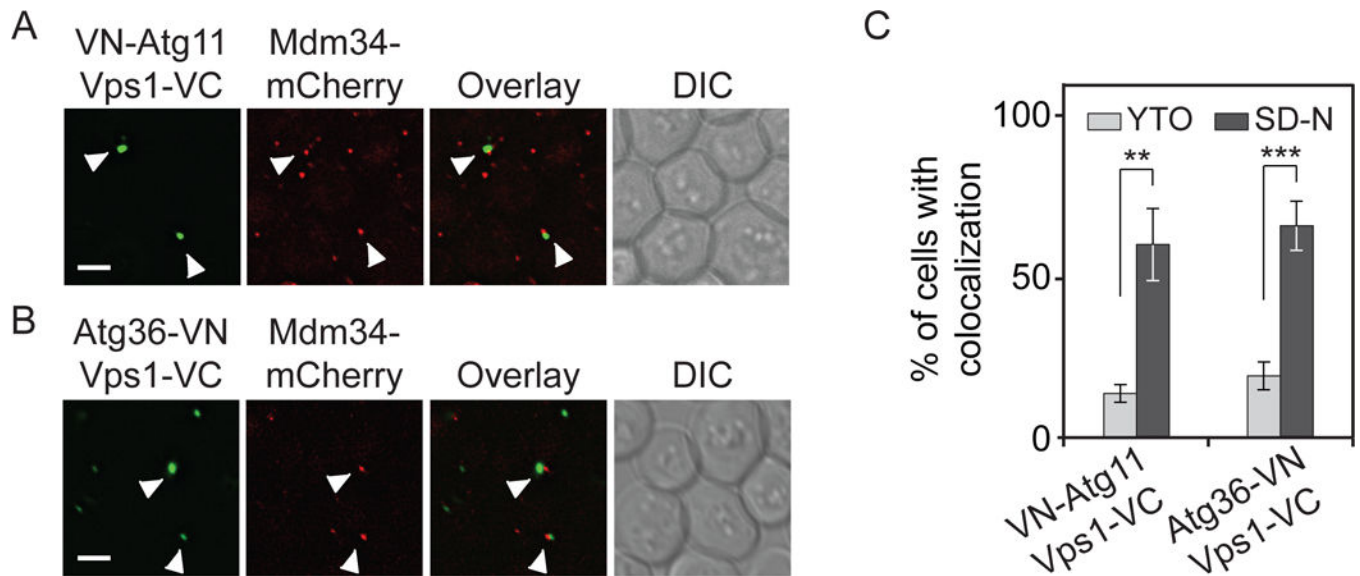 A
VN-Atg11
Vps1-VC
Mdm34-
mCherry
Overlay
DIC
B
Atg36-VN
Vps1-VC
Mdm34-
mCherry
Overlay
DIC
C
% of cells with
colocalization
100
50
0
YTO
SD-N
**
***
VN-Atg11
Vps1-VC
Atg36-VN
Vps1-VC